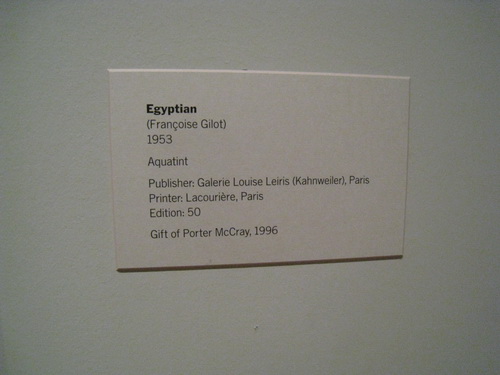 Egyptian
(Françoise Gilot)
1953
Aquatint
Publisher: Galerie Louise Leiris (Kahnweiler), Paris
Printer: Lacourière, Paris
Edition: 50
Gift of Porter McCray, 1996